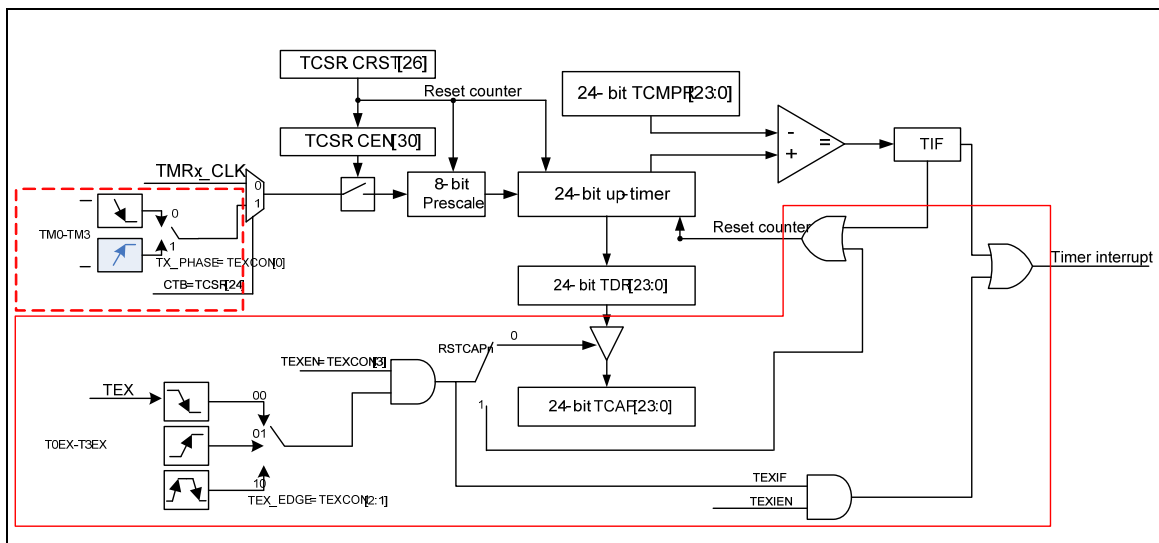 TCSR.CRST[26]
Reset counter
24- bit TCMPR[23:0]
TCSR.CEN[30]
-
+
=
TIF
TMRx_CLK
0
1
8-bit
Prescale
24-bit up-timer
TM0-TM3
0
1
TX_PHASE=TEXCON[0]
CTB=TCSR[24]
Reset counter
Timer interrupt
24-bit TDR[23:0]
RSTCAPn
0
TEXEN=TEXCON[3]
TEX
00
24-bit TCAP[23:0]
1
T0EX-T3EX
01
10
TEX_EDGE=TEXCON[2:1]
TEXIF
TEXIEN